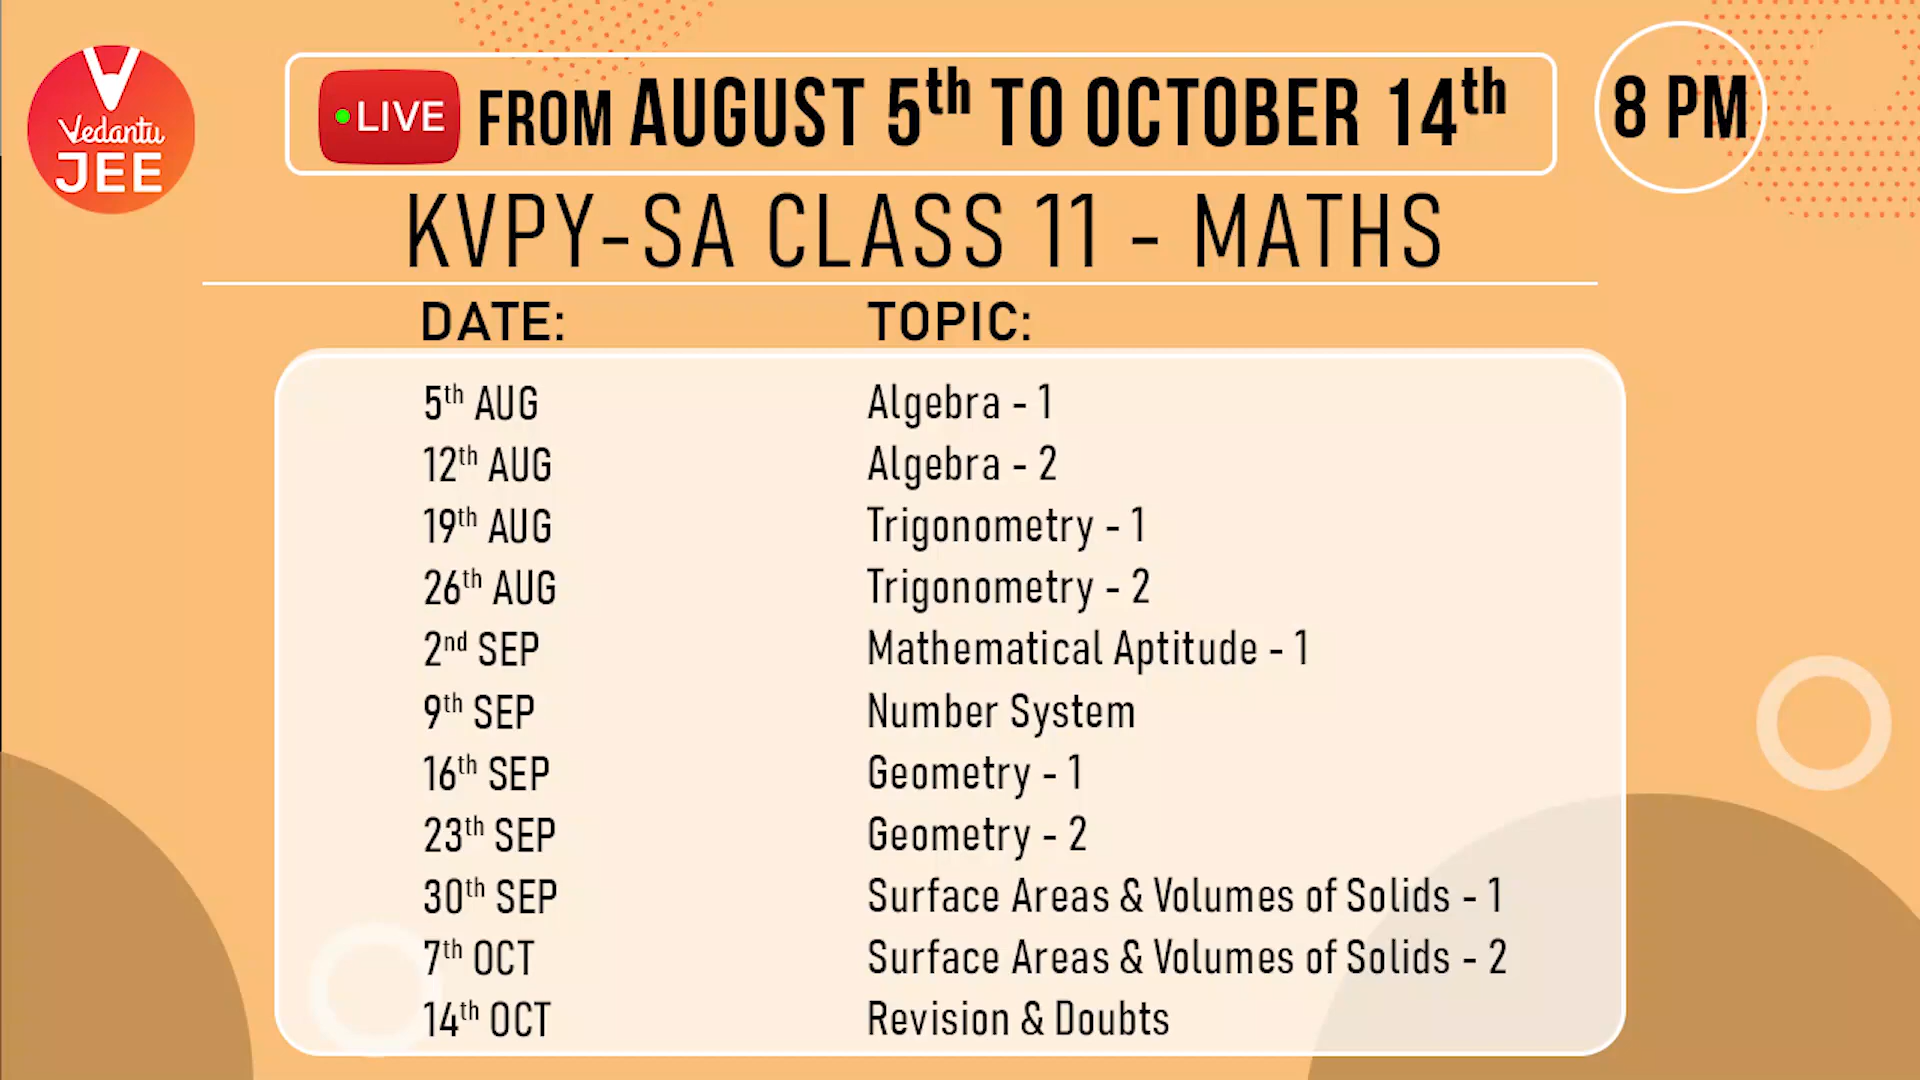 Vedantu
JEE
LIVE FROM AUGUST 5th TO OCTOBER 14th
8 PM
KVPY-SA CLASS 11 - MATHS
DATE: TOPIC:
5th AUG Algebra - 1
12th AUG Algebra - 2
19th AUG Trigonometry - 1
26th AUG Trigonometry - 2
2nd SEP Mathematical Aptitude - 1
9th SEP Number System
16th SEP Geometry - 1
23th SEP Geometry - 2
30th SEP Surface Areas & Volumes of Solids - 1
7th OCT Surface Areas & Volumes of Solids - 2
14th OCT Revision & Doubts